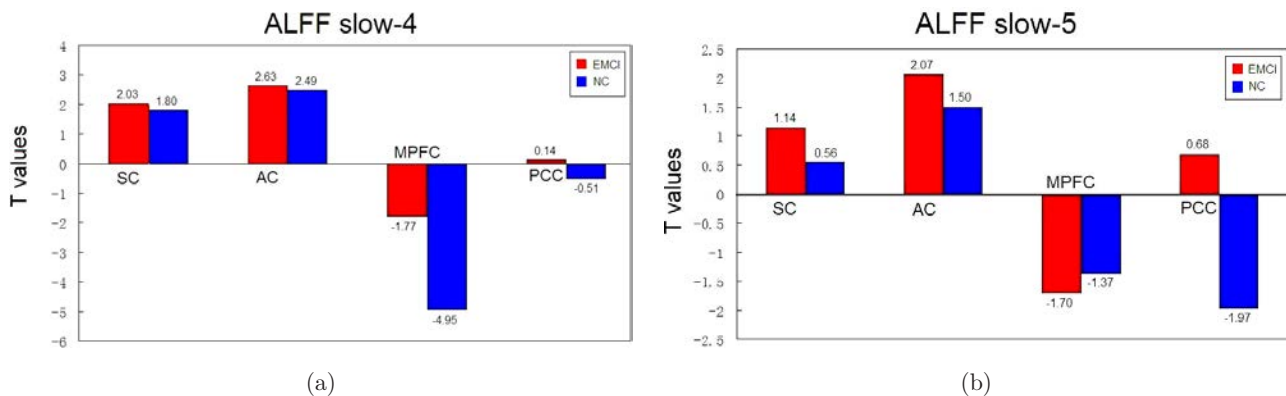 ALFF slow-4
4
3
2
1
0
-1
-2
-3
-4
-5
-6
T values
EMCI
NC
2.03
1.80
2.63
2.49
-1.77
-4.95
0.14
-0.51
SC
AC
MPFC
PCC
(a)
ALFF slow-5
2.5
2
1.5
1
0.5
0
-0.5
-1
-1.5
-2
-2.5
T values
EMCI
NC
1.14
0.56
2.07
1.50
-1.70
-1.37
0.68
-1.97
SC
AC
MPFC
PCC
(b)